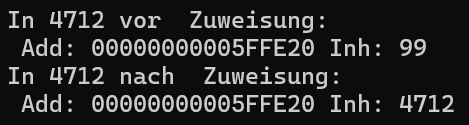 In 4712 vor  Zuweisung:
 Add: 00000000005FFE20 Inh: 99
In 4712 nach  Zuweisung:
 Add: 00000000005FFE20 Inh: 4712